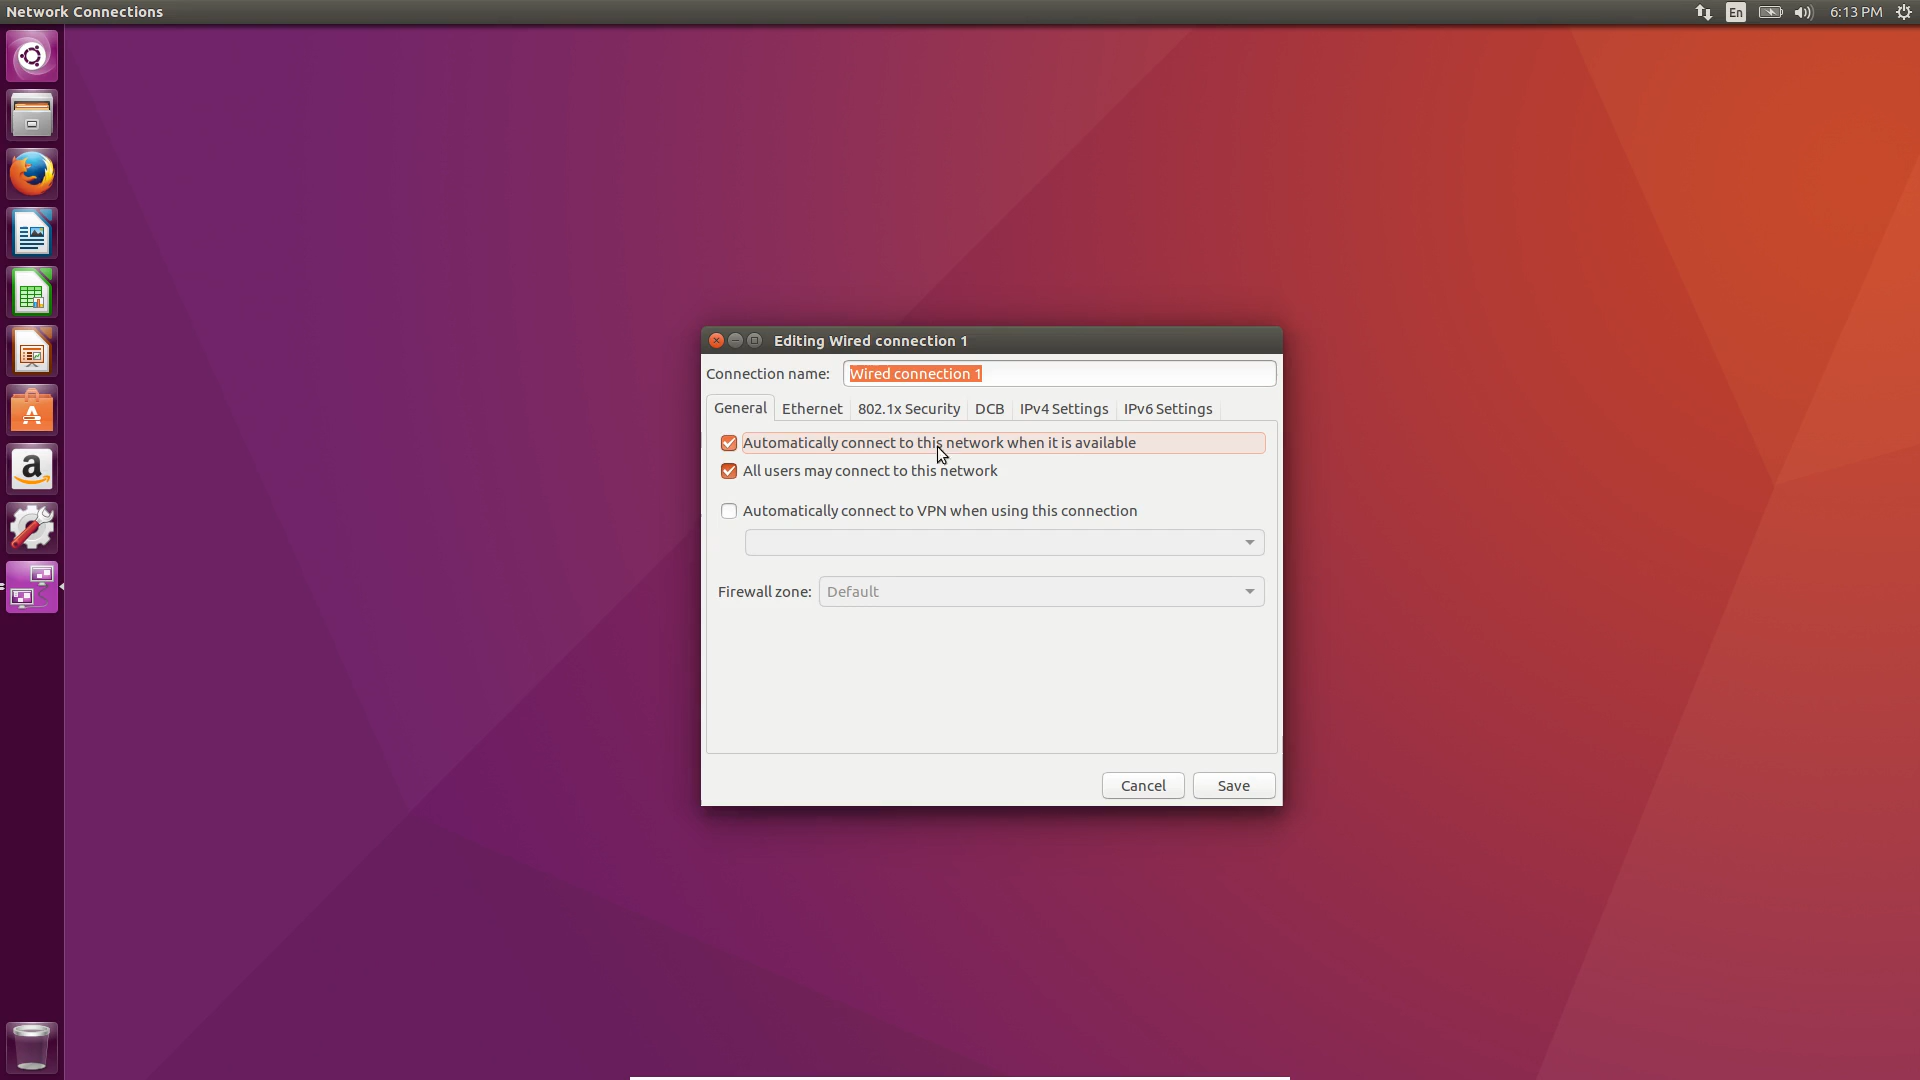 Network Connections
En
6:13 PM
Editing Wired connection 1
Connection name: Wired connection 1
General Ethernet 802.1x Security DCB IPv4 Settings IPv6 Settings
Automatically connect to this network when it is available
All users may connect to this network
Automatically connect to VPN when using this connection
Firewall zone: Default
Cancel Save